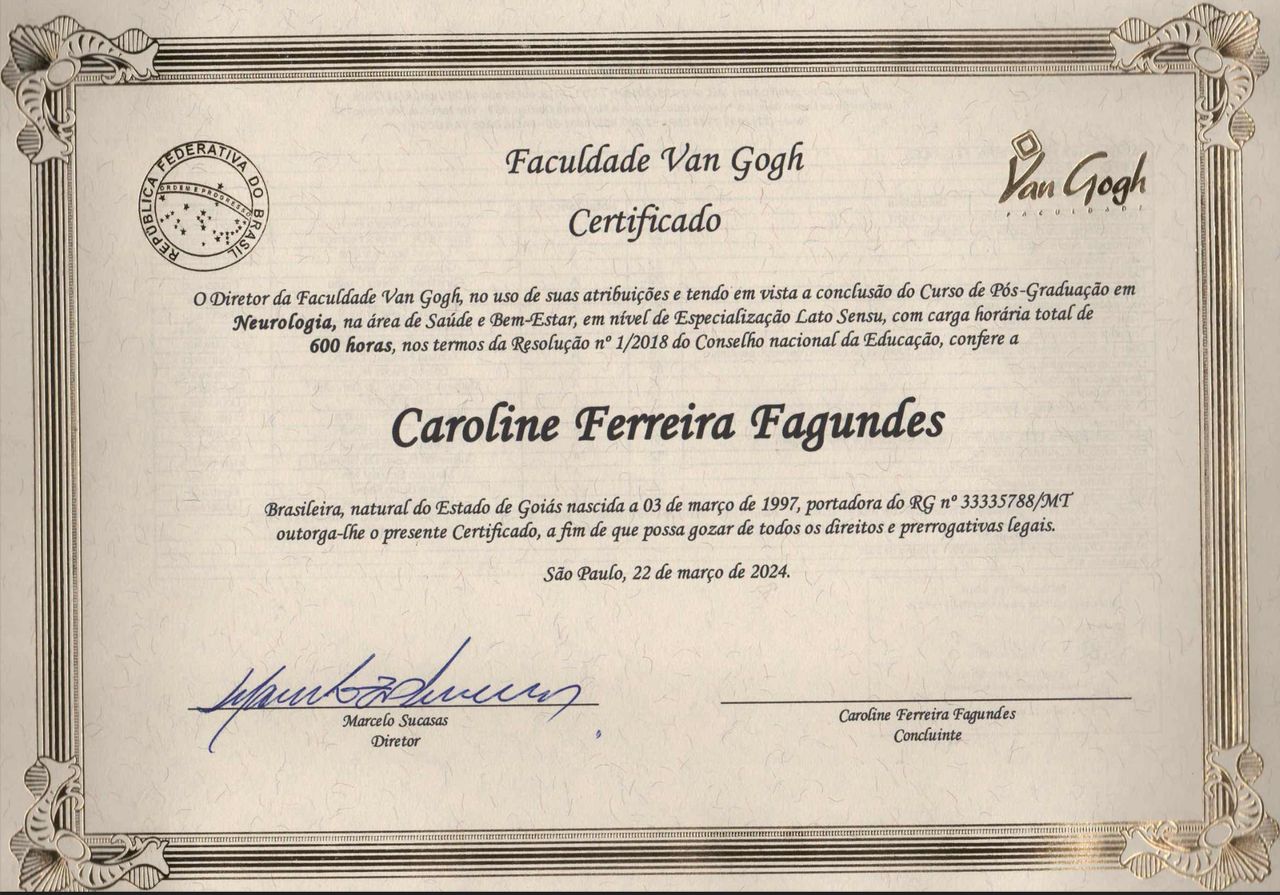 REPÚBLICA FEDERATIVA DO BRASIL
ORDEM E PROGRESSO
Faculdade Van Gogh
Van Gogh
FACULDADE
Certificado
O Diretor da Faculdade Van Gogh, no uso de suas atribuições e tendo em vista a conclusão do Curso de Pós-Graduação em
Neurologia, na área de Saúde e Bem-Estar, em nível de Especialização Lato Sensu, com carga horária total de
600 horas, nos termos da Resolução nº 1/2018 do Conselho nacional da Educação, confere a
Caroline Ferreira Fagundes
Brasileira, natural do Estado de Goiás nascida a 03 de março de 1997, portadora do RG nº 33335788/MT
outorga-lhe o presente Certificado, a fim de que possa gozar de todos os direitos e prerrogativas legais.
São Paulo, 22 de março de 2024.
Marcelo Sucasas
Diretor
Caroline Ferreira Fagundes
Concluinte